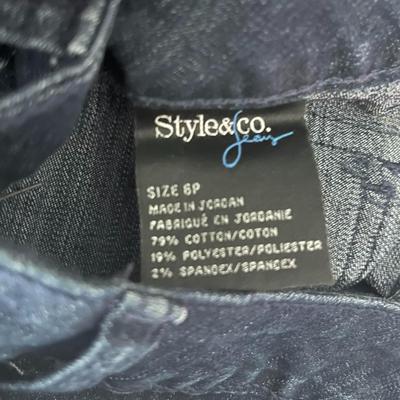 Style&co.
Jeans
SIZE 6P
MADE IN JORDAN
FABRIQUÉ EN JORDANIE
79% COTTON/COTON
19% POLYESTER/POLIESTER
2% SPANDEX/SPANDEX